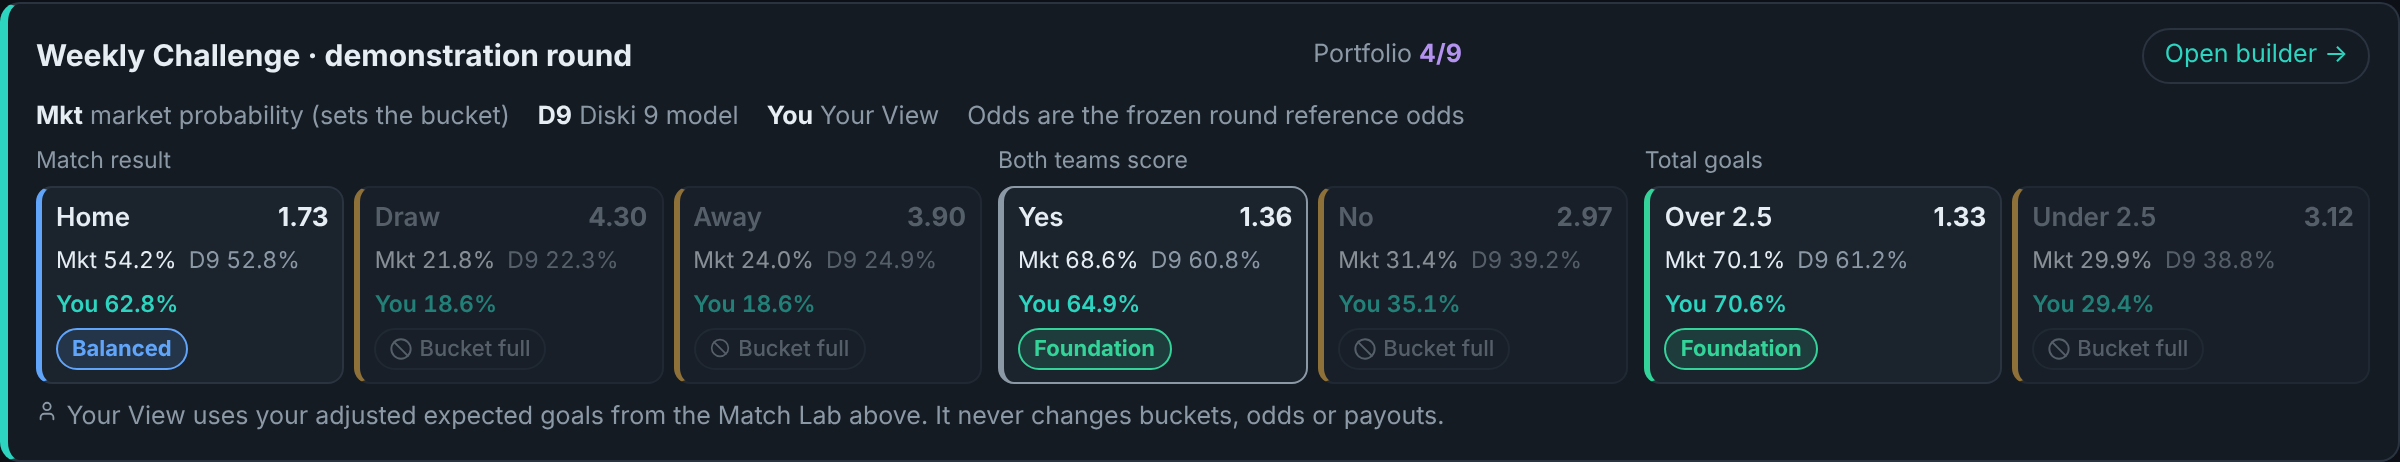 Weekly Challenge · demonstration round
Portfolio 4/9
Open builder →
Mkt market probability (sets the bucket) D9 Diski 9 model You Your View Odds are the frozen round reference odds
Match result
Home 1.73
Mkt 54.2% D9 52.8%
You 62.8%
Balanced
Draw 4.30
Mkt 21.8% D9 22.3%
You 18.6%
Bucket full
Away 3.90
Mkt 24.0% D9 24.9%
You 18.6%
Bucket full
Both teams score
Yes 1.36
Mkt 68.6% D9 60.8%
You 64.9%
Foundation
No 2.97
Mkt 31.4% D9 39.2%
You 35.1%
Bucket full
Total goals
Over 2.5 1.33
Mkt 70.1% D9 61.2%
You 70.6%
Foundation
Under 2.5 3.12
Mkt 29.9% D9 38.8%
You 29.4%
Bucket full
Your View uses your adjusted expected goals from the Match Lab above. It never changes buckets, odds or payouts.